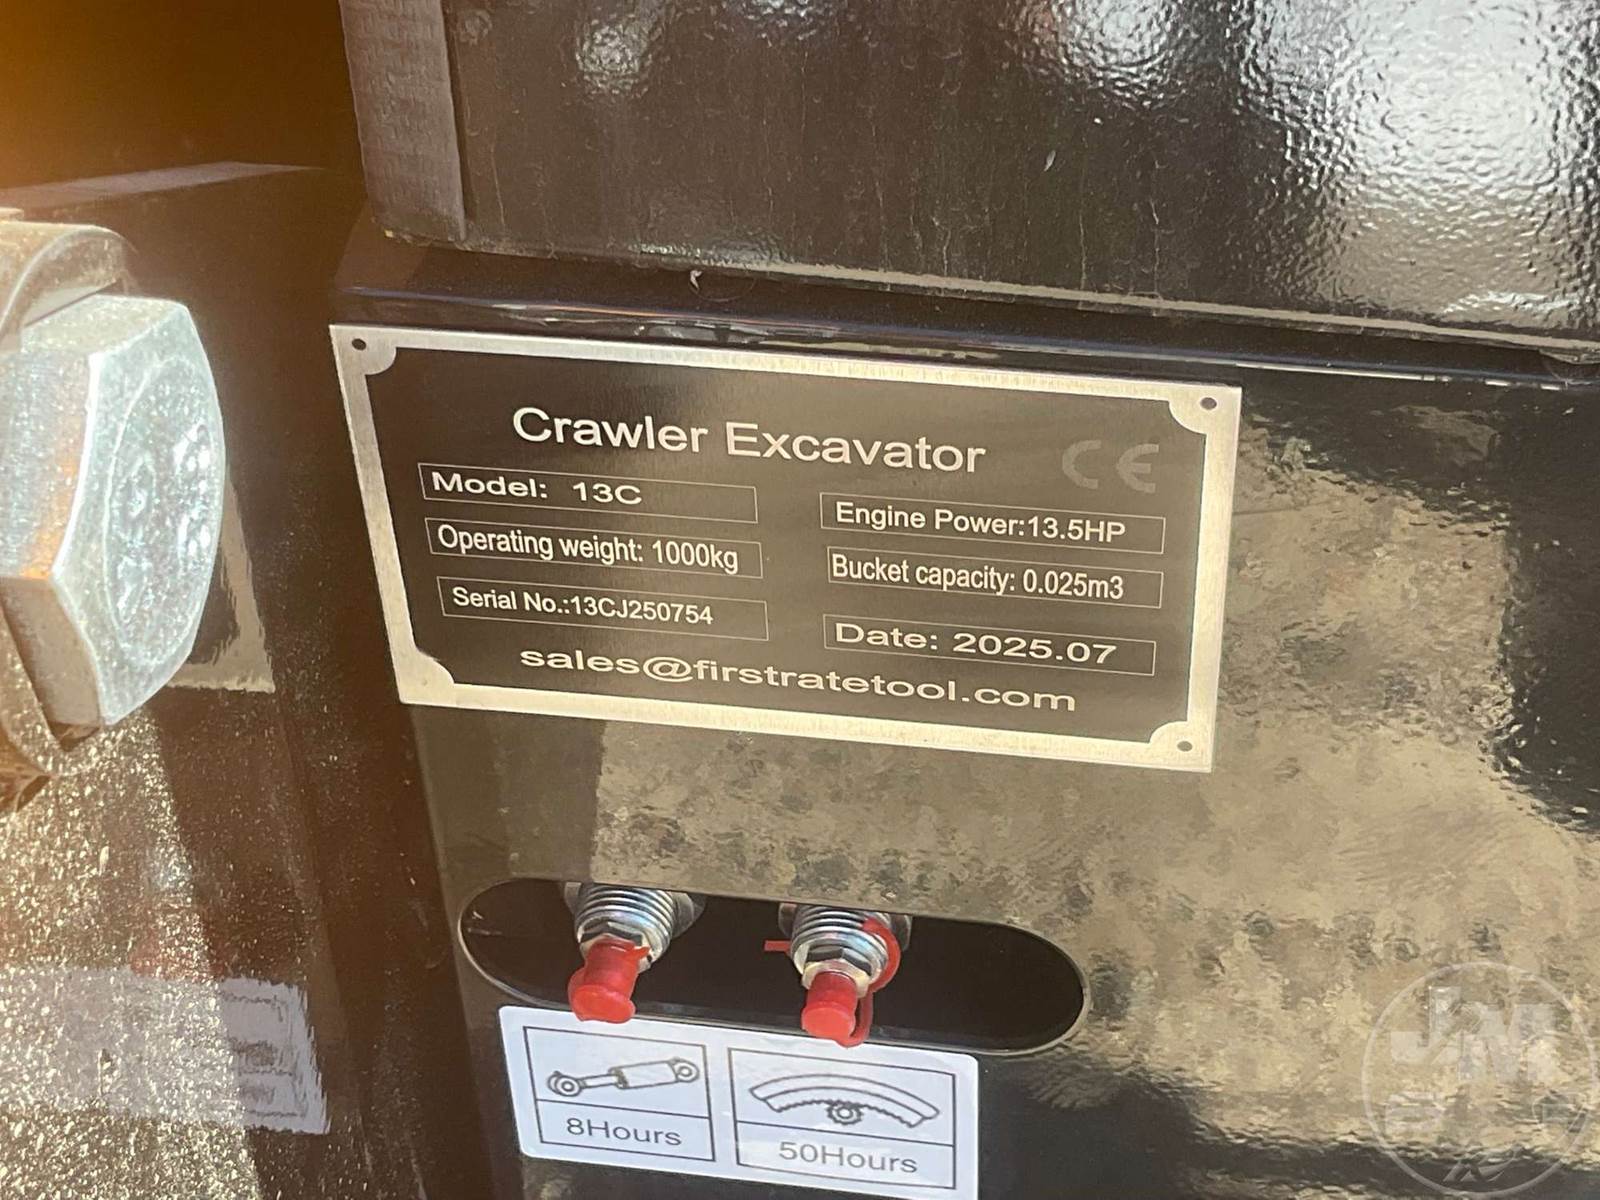 Crawler Excavator CE
Model: 13C
Engine Power:13.5HP
Operating weight: 1000kg
Bucket capacity: 0.025m3
Serial No.:13CJ250754
Date: 2025.07
sales@firstratetool.com
8Hours
50Hours
J.M